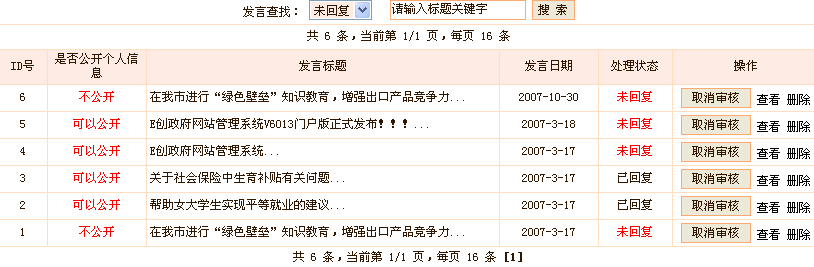 发言查找： 未回复 请输入标题关键字 搜 索
共 6 条，当前第 1/1 页，每页 16 条
ID号 是否公开个人信息 发言标题 发言日期 处理状态 操作
6 不公开 在我市进行“绿色壁垒”知识教育，增强出口产品竞争力... 2007-10-30 未回复 取消审核 查看 删除
5 可以公开 E创政府网站管理系统V6013门户版正式发布！！！... 2007-3-18 未回复 取消审核 查看 删除
4 可以公开 E创政府网站管理系统... 2007-3-17 未回复 取消审核 查看 删除
3 可以公开 关于社会保险中生育补贴有关问题... 2007-3-17 已回复 取消审核 查看 删除
2 可以公开 帮助女大学生实现平等就业的建议... 2007-3-17 已回复 取消审核 查看 删除
1 不公开 在我市进行“绿色壁垒”知识教育，增强出口产品竞争力... 2007-3-17 未回复 取消审核 查看 删除
共 6 条，当前第 1/1 页，每页 16 条 [1]